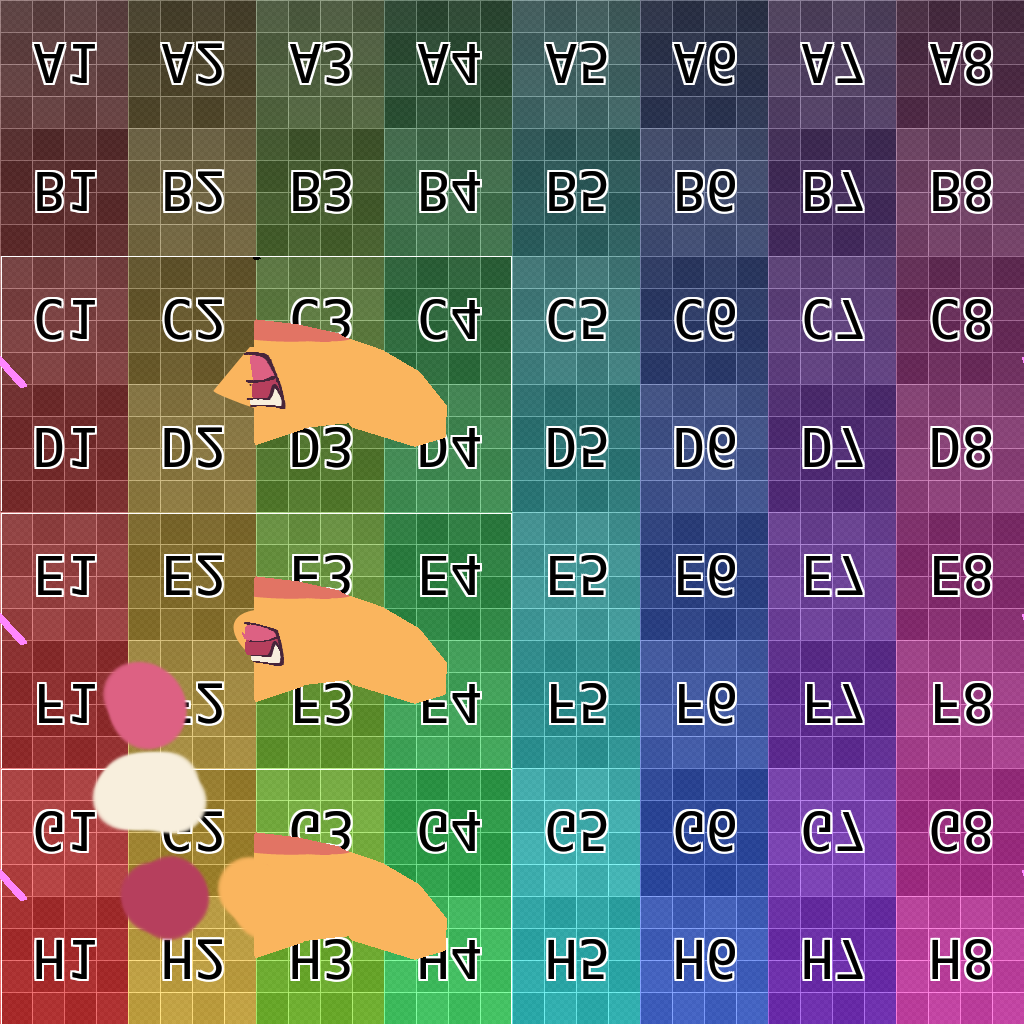 A1 A2 A3 A4 A5 A6 A7 A8
B1 B2 B3 B4 B5 B6 B7 B8
C1 C2 C3 C4 C5 C6 C7 C8
D1 D2 D3 D4 D5 D6 D7 D8
E1 E2 E3 E4 E5 E6 E7 E8
F1 F2 F3 F4 F5 F6 F7 F8
G1 G2 G3 G4 G5 G6 G7 G8
H1 H2 H3 H4 H5 H6 H7 H8